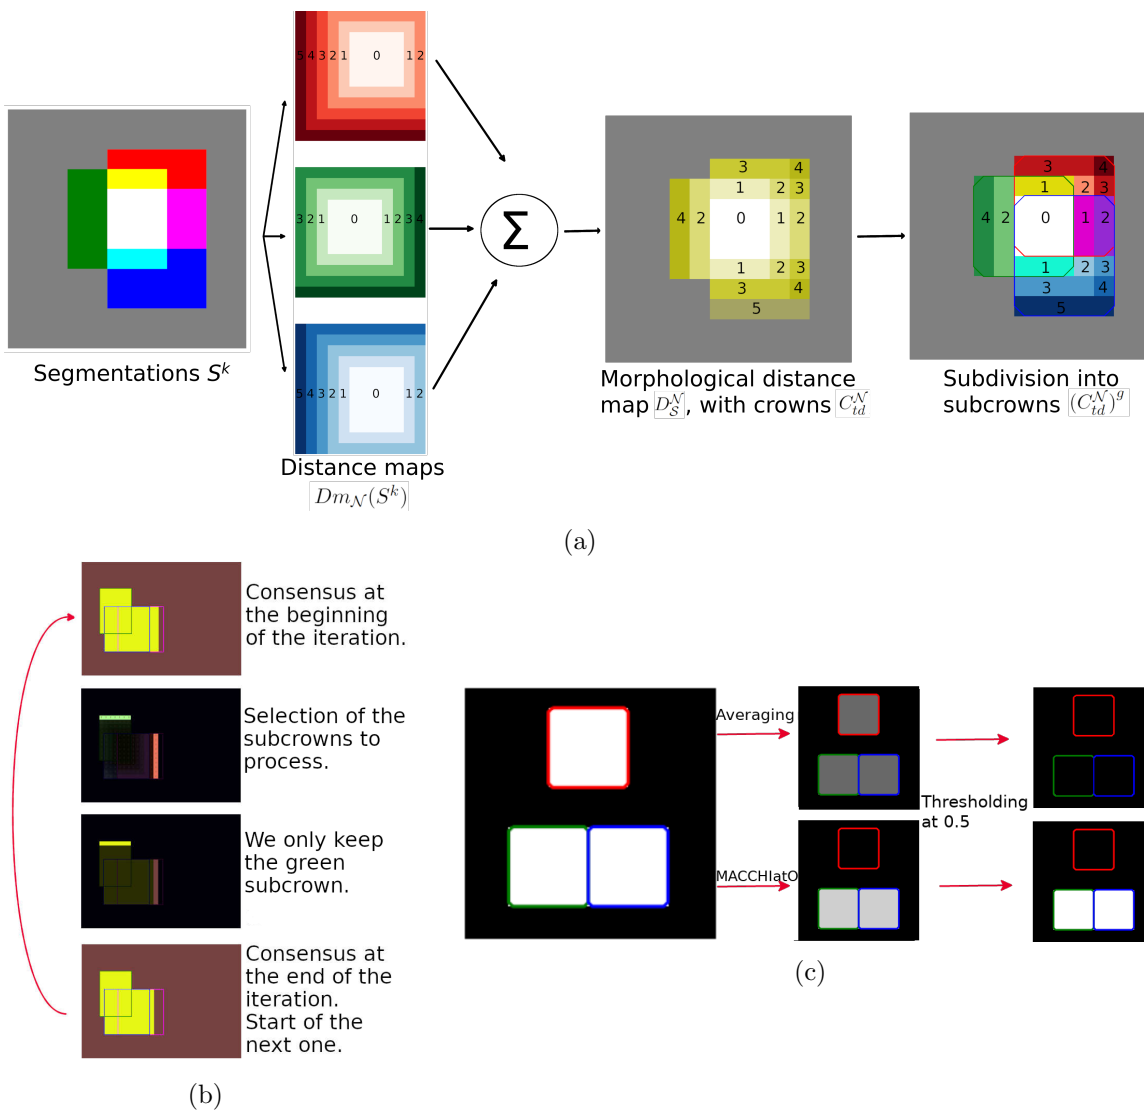 5 4 3 2 1 0 1 2
3 2 1 0 1 2 3 4
5 4 3 2 1 0 1 2
Σ
Segmentations S^k
Distance maps
Dm_𝒩(S^k)
3 4
1 2 3
4 2 0 1 2
1 2 3
3 4
5
Morphological distance
map D_𝒮^𝒩, with crowns C_{td}^𝒩
3 4
1 2 3
4 2 0 1 2
1 2 3
3 4
5
Subdivision into
subcrowns (C_{td}^𝒩)^g
(a)
Consensus at
the beginning
of the iteration.
Selection of the
subcrowns to
process.
We only keep
the green
subcrown.
Consensus at
the end of the
iteration.
Start of the
next one.
(b)
Averaging
MACCHIatO
Thresholding
at 0.5
(c)